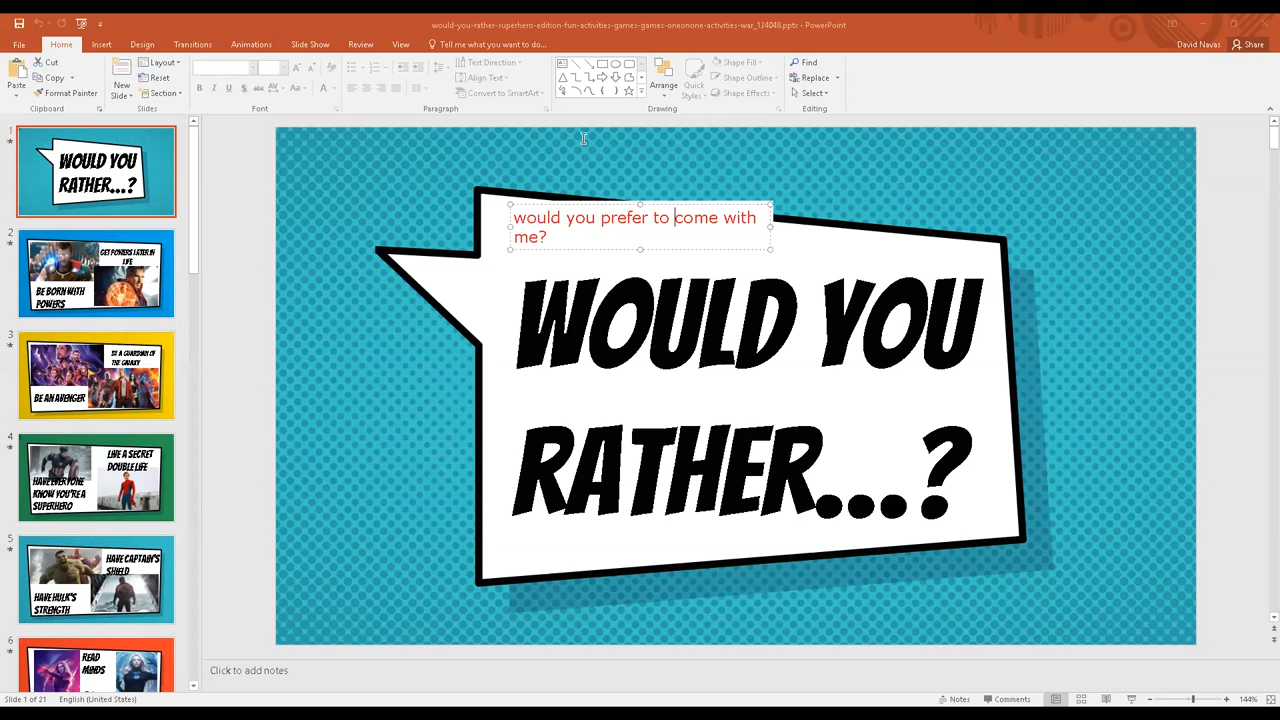 would-you-rather-superhero-edition-fun-activities-games-games-oneonone-activities-war_124048.pptx - PowerPoint
File Home Insert Design Transitions Animations Slide Show Review View Tell me what you want to do... David Navas Share
Paste
Cut
Copy
Format Painter
Clipboard
New Slide
Layout
Reset
Section
Slides
Font
Text Direction
Align Text
Convert to SmartArt
Paragraph
Arrange
Quick Styles
Shape Fill
Shape Outline
Shape Effects
Drawing
Find
Replace
Select
Editing
1
WOULD YOU
RATHER...?
2
GET POWERS LATER IN
LIFE
BE BORN WITH
POWERS
3
BE A GUARDIAN OF
THE GALAXY
BE AN AVENGER
4
LIVE A SECRET
DOUBLE LIFE
HAVE EVERYONE
KNOW YOU'RE A
SUPERHERO
5
HAVE CAPTAIN'S
SHIELD
HAVE HULK'S
STRENGTH
6
READ
MINDS
would you prefer to come with
me?
WOULD YOU
RATHER...?
Click to add notes
Slide 1 of 21 English (United States) Notes Comments 144%